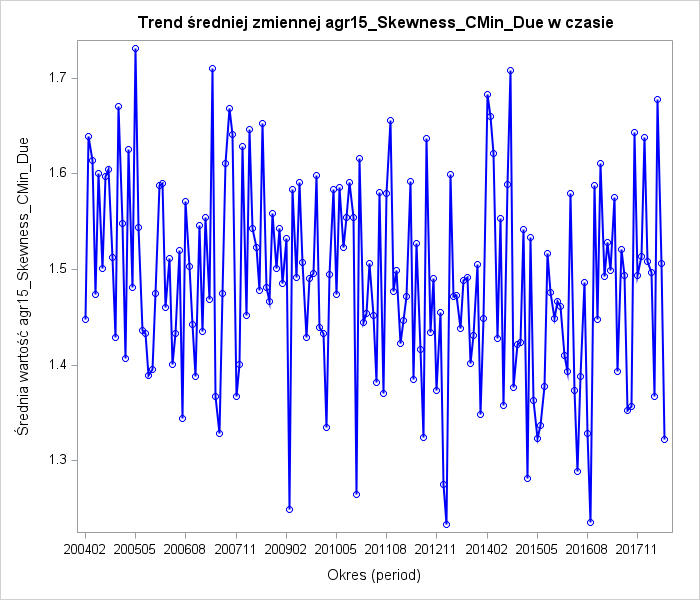 Trend średniej zmiennej agr15_Skewness_CMin_Due w czasie
Średnia wartość agr15_Skewness_CMin_Due
1.7
1.6
1.5
1.4
1.3
200402 200505 200608 200711 200902 201005 201108 201211 201402 201505 201608 201711
Okres (period)